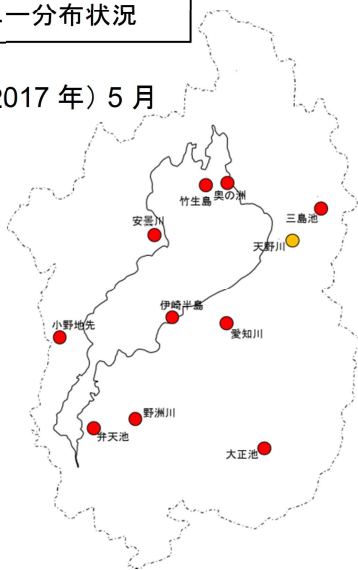 ー分布状況
2017 年）5 月
竹生島
奥の洲
三島池
安曇川
天野川
伊崎半島
小野地先
愛知川
野洲川
弁天池
大正池